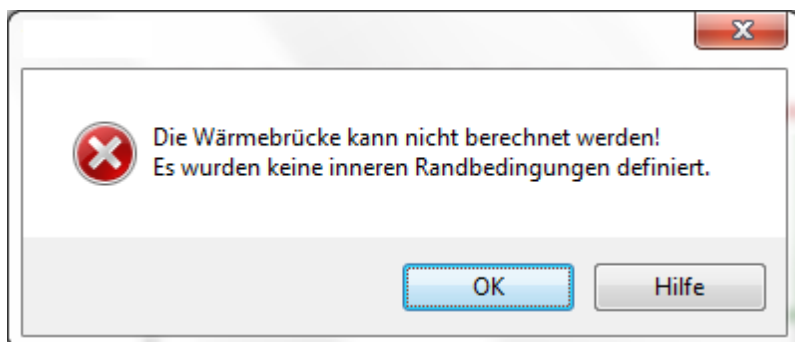 Die Wärmebrücke kann nicht berechnet werden!
Es wurden keine inneren Randbedingungen definiert.
OK
Hilfe